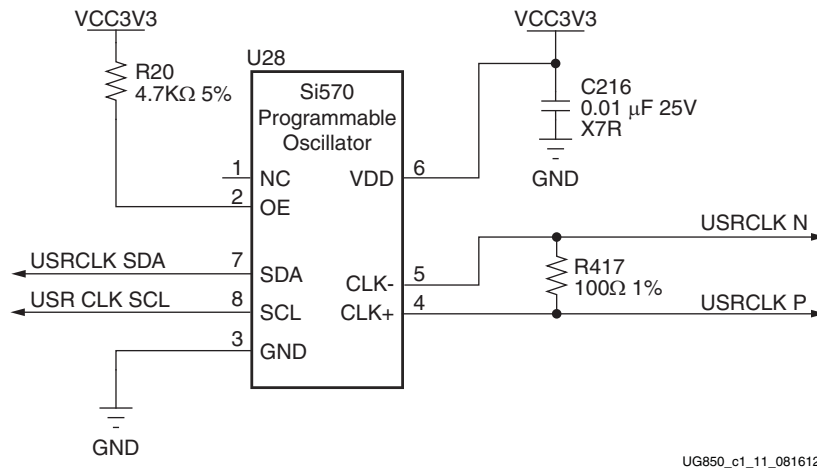 VCC3V3
VCC3V3
U28
R20
4.7KΩ 5%
Si570
Programmable
Oscillator
C216
0.01 μF 25V
X7R
GND
1
NC
2
OE
VDD
6
USRCLK SDA
7
SDA
USR CLK SCL
8
SCL
3
GND
CLK-
5
CLK+
4
USRCLK N
R417
100Ω 1%
USRCLK P
GND
UG850_c1_11_081612